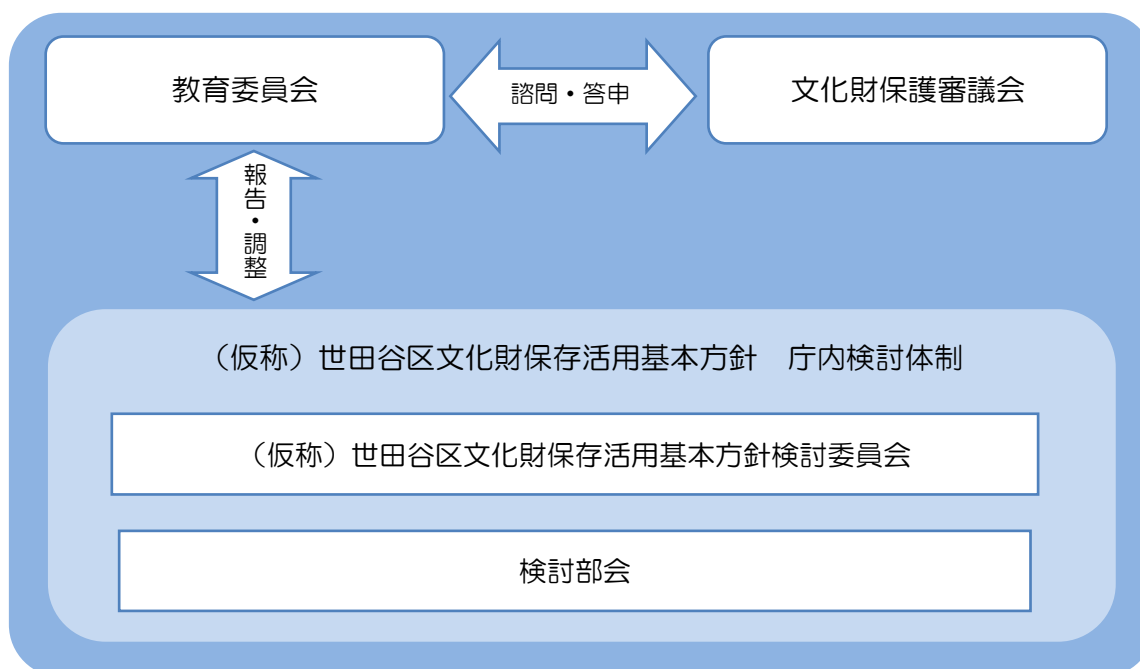 教育委員会
諮問・答申
文化財保護審議会
報告・調整
（仮称）世田谷区文化財保存活用基本方針　庁内検討体制
（仮称）世田谷区文化財保存活用基本方針検討委員会
検討部会